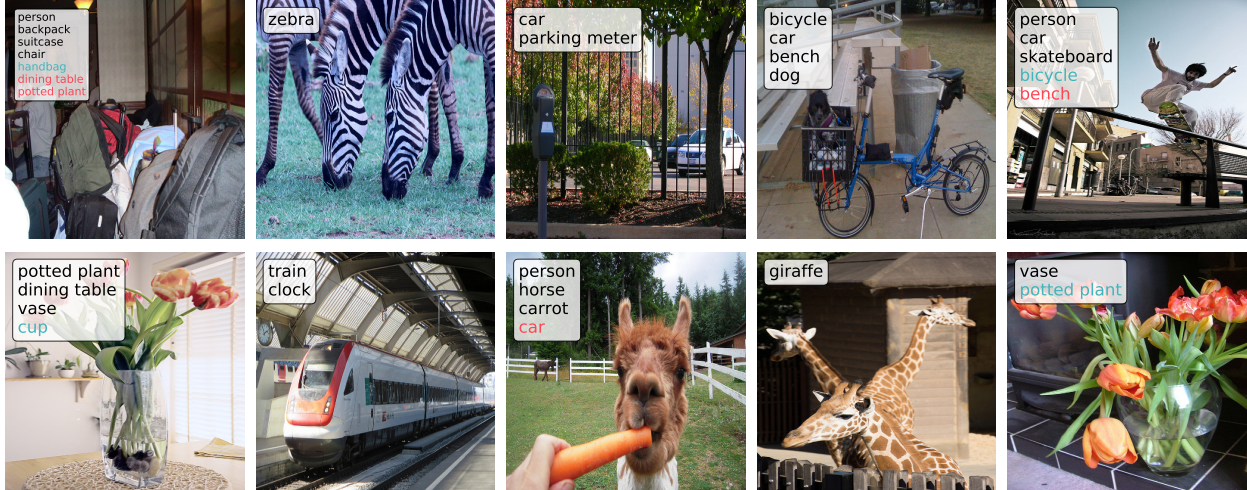 person
backpack
suitcase
chair
handbag
dining table
potted plant
zebra
car
parking meter
bicycle
car
bench
dog
person
car
skateboard
bicycle
bench
potted plant
dining table
vase
cup
train
clock
person
horse
carrot
car
giraffe
vase
potted plant